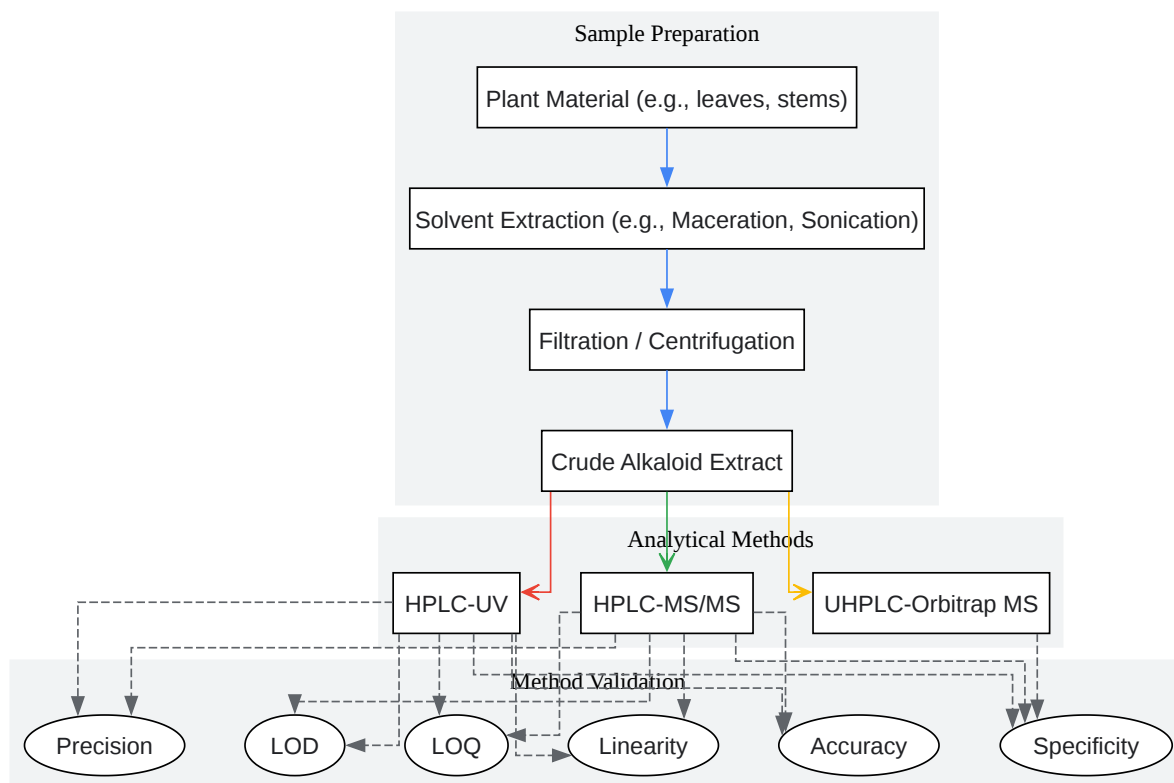 Sample Preparation
Plant Material (e.g., leaves, stems)
Solvent Extraction (e.g., Maceration, Sonication)
Filtration / Centrifugation
Crude Alkaloid Extract
Analytical Methods
HPLC-UV
HPLC-MS/MS
UHPLC-Orbitrap MS
Method Validation
Precision
LOD
LOQ
Linearity
Accuracy
Specificity